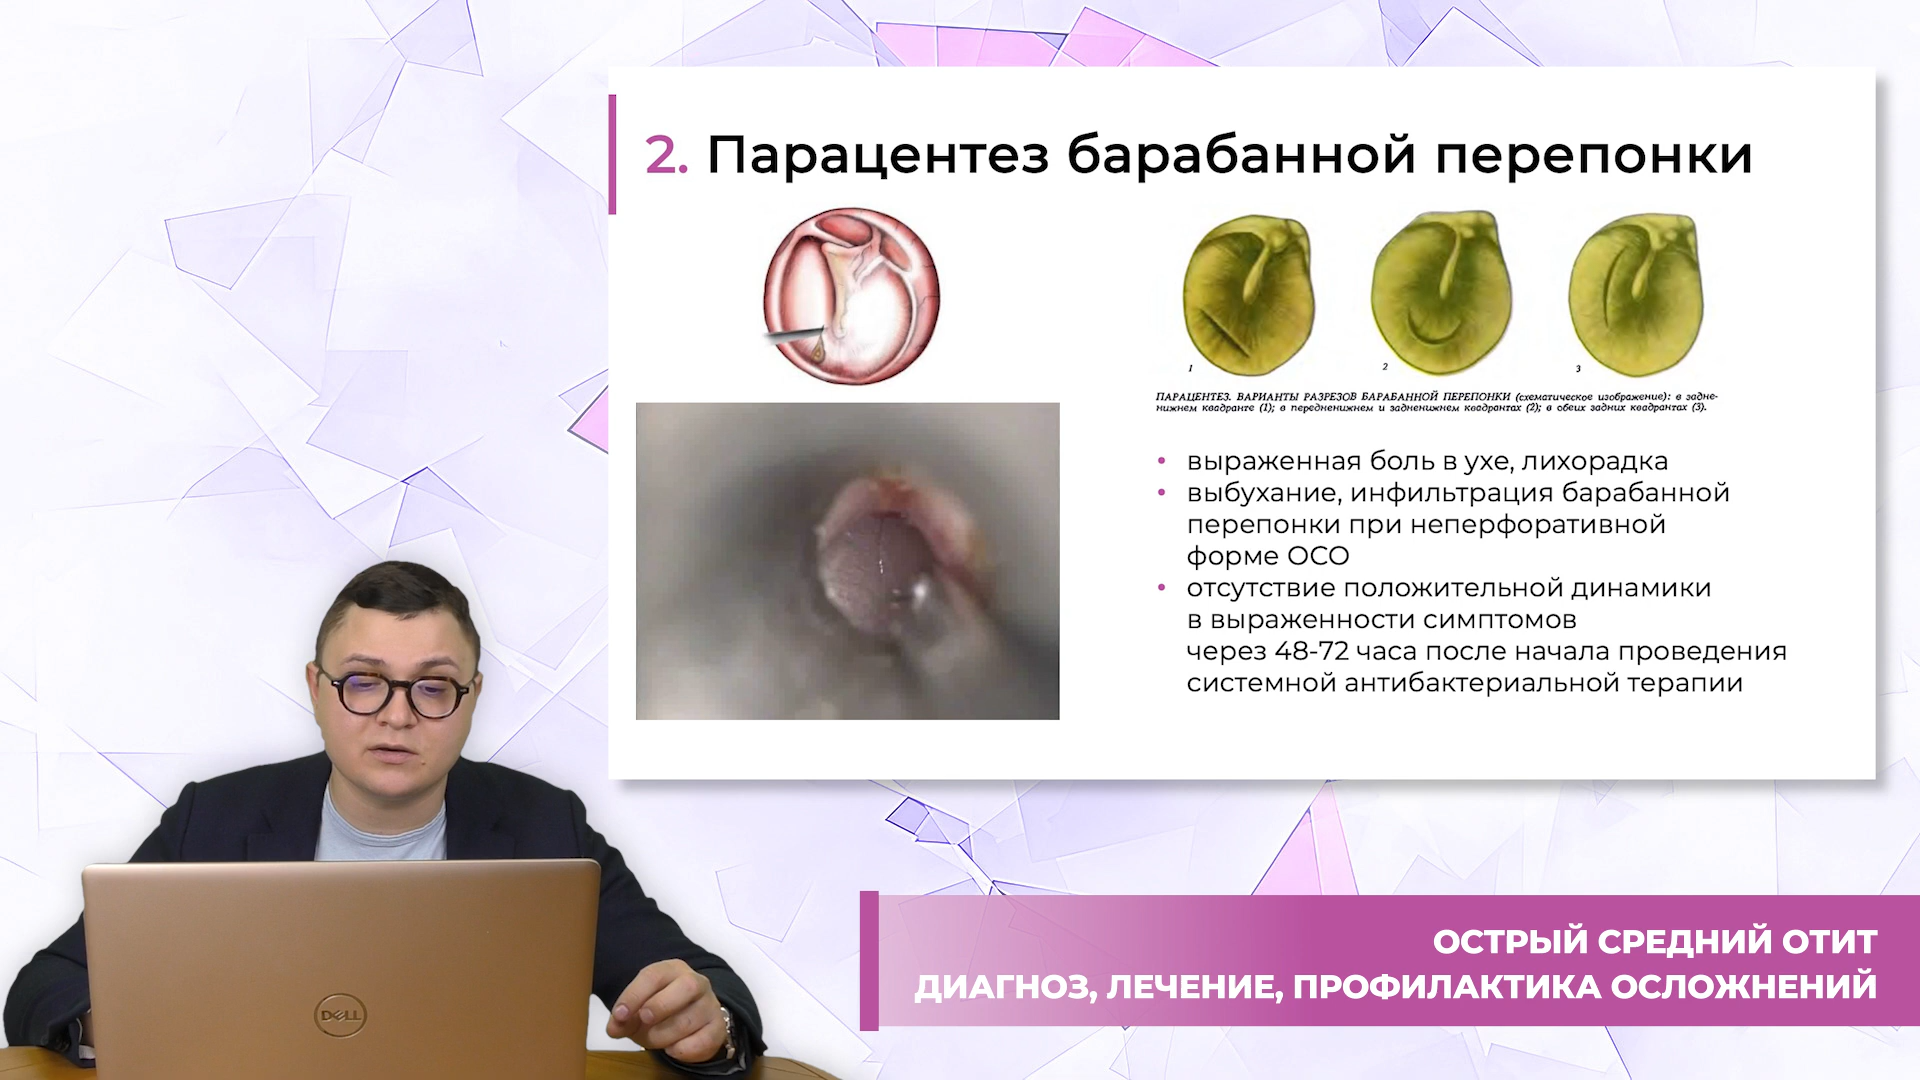 2. Парацентез барабанной перепонки
1
2
3
ПАРАЦЕНТЕЗ. ВАРИАНТЫ РАЗРЕЗОВ БАРАБАННОЙ ПЕРЕПОНКИ (схематическое изображение): в задне-
нижнем квадранте (1); в передненижнем и задненижнем квадрантах (2); в обеих задних квадрантах (3).
• выраженная боль в ухе, лихорадка
• выбухание, инфильтрация барабанной
перепонки при неперфоративной
форме ОСО
• отсутствие положительной динамики
в выраженности симптомов
через 48-72 часа после начала проведения
системной антибактериальной терапии
DELL
ОСТРЫЙ СРЕДНИЙ ОТИТ
ДИАГНОЗ, ЛЕЧЕНИЕ, ПРОФИЛАКТИКА ОСЛОЖНЕНИЙ